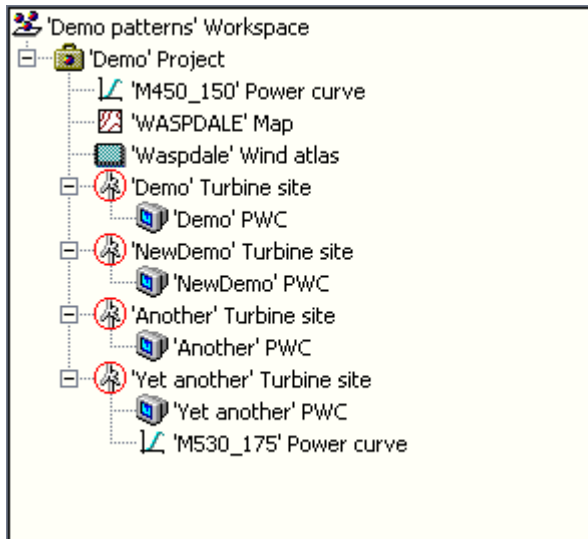 'Demo patterns' Workspace
'Demo' Project
'M450_150' Power curve
'WASPDALE' Map
'Waspdale' Wind atlas
'Demo' Turbine site
'Demo' PWC
'NewDemo' Turbine site
'NewDemo' PWC
'Another' Turbine site
'Another' PWC
'Yet another' Turbine site
'Yet another' PWC
'M530_175' Power curve